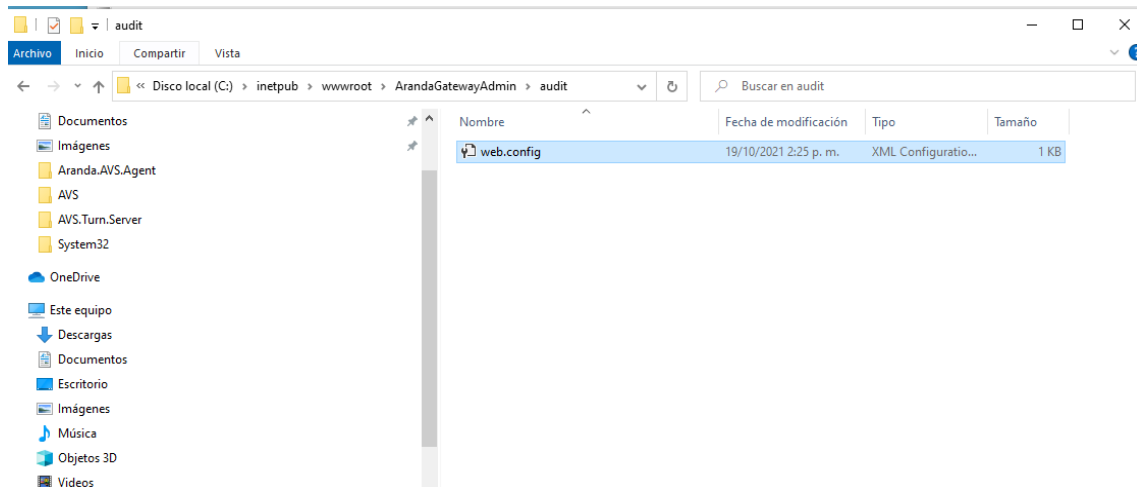 audit
Archivo Inicio Compartir Vista
« Disco local (C:) › inetpub › wwwroot › ArandaGatewayAdmin › audit
Buscar en audit
Documentos
Imágenes
Aranda.AVS.Agent
AVS
AVS.Turn.Server
System32
OneDrive
Este equipo
Descargas
Documentos
Escritorio
Imágenes
Música
Objetos 3D
Videos
Nombre Fecha de modificación Tipo Tamaño
web.config 19/10/2021 2:25 p. m. XML Configuratio... 1 KB